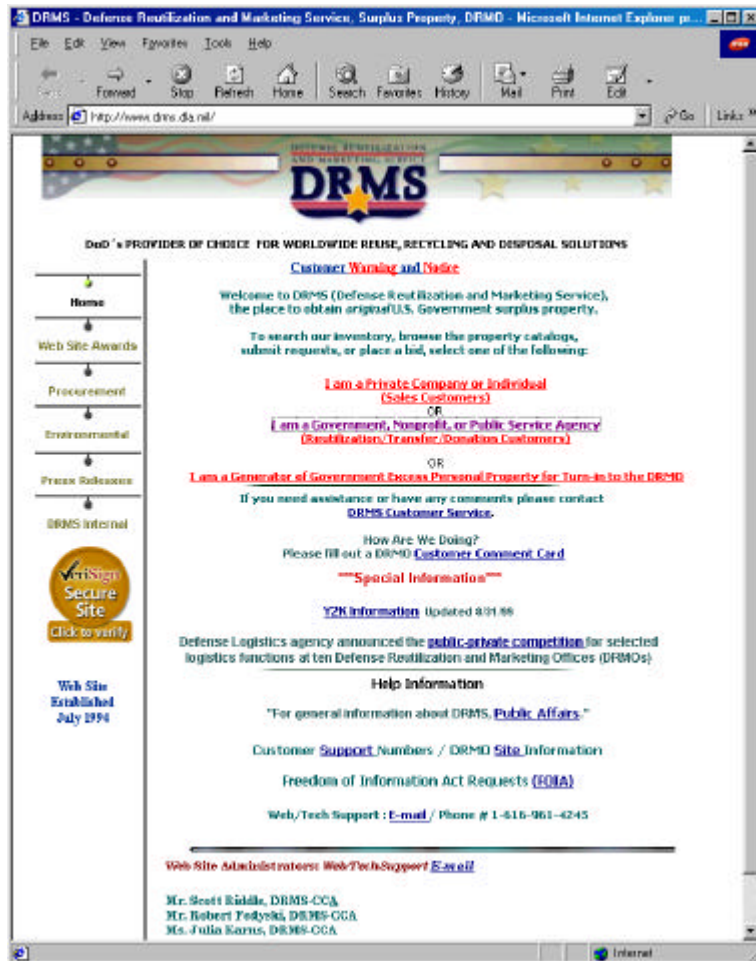 DRMS - Defense Reutilization and Marketing Service, Surplus Property, DRMO - Microsoft Internet Explorer p...
File Edit View Favorites Tools Help
Forward Stop Refresh Home Search Favorites History Mail Print Edit
Address http://www.drms.dla.mil/ Go Links »
DEFENSE REUTILIZATION
AND MARKETING SERVICE
DRMS
DoD's PROVIDER OF CHOICE FOR WORLDWIDE REUSE, RECYCLING AND DISPOSAL SOLUTIONS
Home
Web Site Awards
Procurement
Environmental
Press Releases
DRMS Internal
VeriSign
Secure
Site
Click to verify
Web Site
Established
July 1994
Customer Warning and Notice
Welcome to DRMS (Defense Reutilization and Marketing Service),
the place to obtain original U.S. Government surplus property.
To search our inventory, browse the property catalogs,
submit requests, or place a bid, select one of the following:
I am a Private Company or Individual
(Sales Customers)
OR
I am a Government, Nonprofit, or Public Service Agency
(Reutilization/Transfer/Donation Customers)
OR
I am a Generator of Government Excess Personal Property for Turn-in to the DRMO
If you need assistance or have any comments please contact
DRMS Customer Service.
How Are We Doing?
Please fill out a DRMO Customer Comment Card
***Special Information***
Y2K Information Updated
Defense Logistics agency announced the public-private competition for selected
logistics functions at ten Defense Reutilization and Marketing Offices (DRMOs)
Help Information
"For general information about DRMS, Public Affairs."
Customer Support Numbers / DRMO Site Information
Freedom of Information Act Requests (FOIA)
Web/Tech Support : E-mail / Phone # 1-616-961-4245
Web Site Administrators: WebTechSupport E-mail
Mr. Scott Riddle, DRMS-CCA
Mr. Robert Fedyski, DRMS-CCA
Ms. Julia Karns, DRMS-CCA
Internet